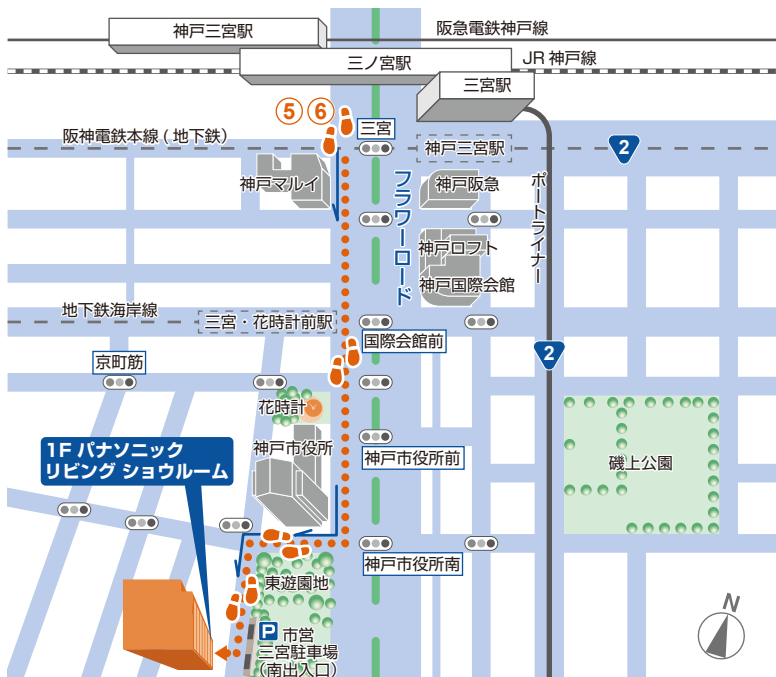 神戸三宮駅
阪急電鉄神戸線
三ノ宮駅
JR 神戸線
三宮駅
⑤ ⑥
三宮
阪神電鉄本線 ( 地下鉄 )
神戸三宮駅
2
神戸マルイ
フラワーロード
神戸阪急
ポートライナー
神戸ロフト
神戸国際会館
地下鉄海岸線
三宮・花時計前駅
国際会館前
2
京町筋
花時計
1F パナソニック
リビング ショウルーム
神戸市役所
神戸市役所前
磯上公園
神戸市役所南
東遊園地
P 市営
三宮駐車場
(南出入口)
N